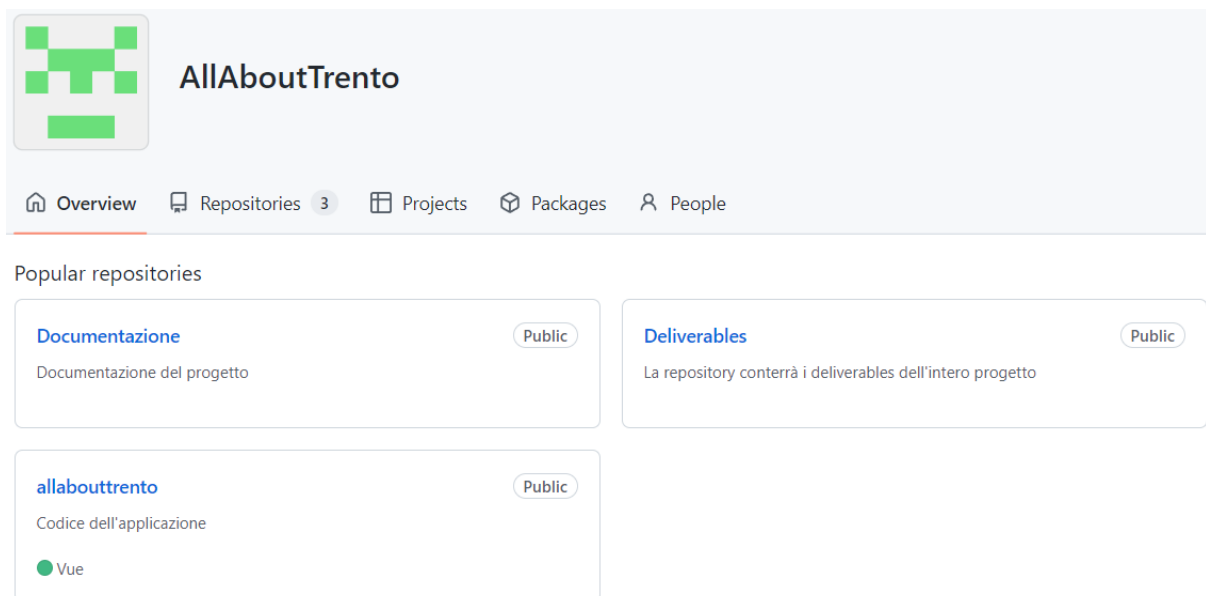 AllAboutTrento
Overview Repositories 3 Projects Packages People
Popular repositories
Documentazione Public
Documentazione del progetto
Deliverables Public
La repository conterrà i deliverables dell'intero progetto
allabouttrento Public
Codice dell'applicazione
Vue